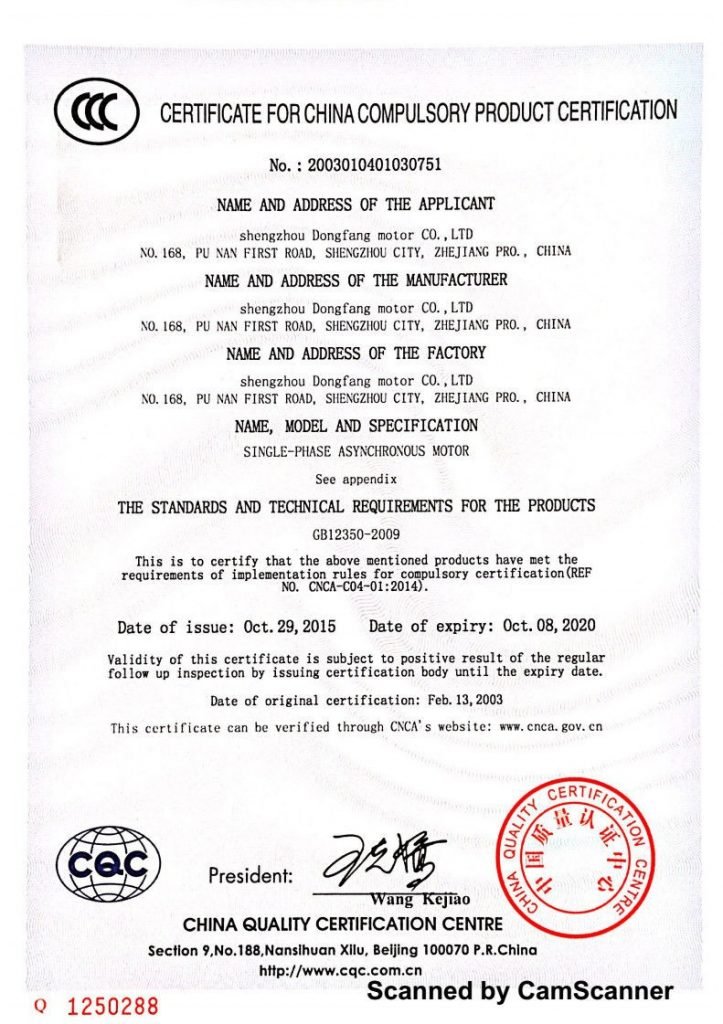 CCC
CERTIFICATE FOR CHINA COMPULSORY PRODUCT CERTIFICATION
No.: 2003010401030751
NAME AND ADDRESS OF THE APPLICANT
shengzhou Dongfang motor CO.,LTD
NO.168, PU NAN FIRST ROAD, SHENGZHOU CITY, ZHEJIANG PRO., CHINA
NAME AND ADDRESS OF THE MANUFACTURER
shengzhou Dongfang motor CO.,LTD
NO.168, PU NAN FIRST ROAD, SHENGZHOU CITY, ZHEJIANG PRO., CHINA
NAME AND ADDRESS OF THE FACTORY
shengzhou Dongfang motor CO.,LTD
NO.168, PU NAN FIRST ROAD, SHENGZHOU CITY, ZHEJIANG PRO., CHINA
NAME, MODEL AND SPECIFICATION
SINGLE-PHASE ASYNCHRONOUS MOTOR
See appendix
THE STANDARDS AND TECHNICAL REQUIREMENTS FOR THE PRODUCTS
GB12350-2009
This is to certify that the above mentioned products have met the
requirements of implementation rules for compulsory certification(REF
NO. CNCA-C04-01:2014).
Date of issue: Oct.29,2015 Date of expiry: Oct.08,2020
Validity of this certificate is subject to positive result of the regular
follow up inspection by issuing certification body until the expiry date.
Date of original certification: Feb.13,2003
This certificate can be verified through CNCA's website: www.cnca.gov.cn
CHINA QUALITY CERTIFICATION CENTRE
中国质量认证中心
CQC
President:
王克娇
Wang Kejiao
CHINA QUALITY CERTIFICATION CENTRE
Section 9,No.188,Nansihuan Xilu, Beijing 100070 P.R.China
http://www.cqc.com.cn
Scanned by CamScanner
Q 1250288